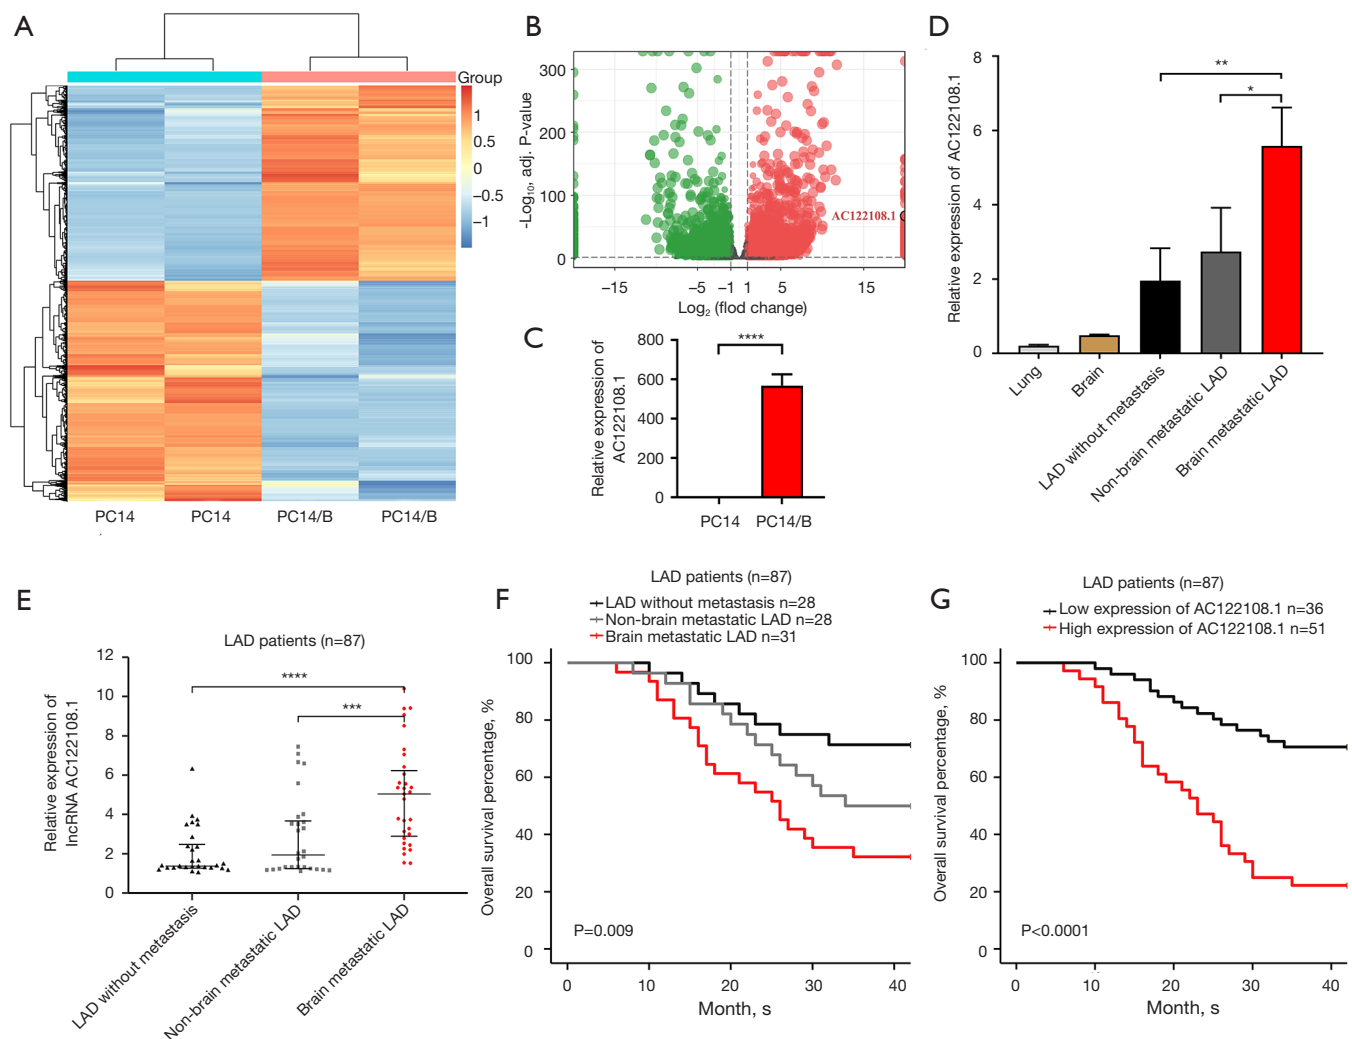 A
Group
1
0.5
0
−0.5
−1
PC14
PC14
PC14/B
PC14/B
B
-Log10, adj. P-value
300
200
100
0
AC122108.1
−15
−5
−1
1
5
15
Log2 (flod change)
C
Relative expression of
AC122108.1
800
600
400
200
0
****
PC14
PC14/B
D
Relative expression of AC122108.1
8
6
4
2
0
**
*
Lung
Brain
LAD without metastasis
Non-brain metastatic LAD
Brain metastatic LAD
E
LAD patients (n=87)
Relative expression of
lncRNA AC122108.1
12
10
8
6
4
2
0
****
***
LAD without metastasis
Non-brain metastatic LAD
Brain metastatic LAD
F
LAD patients (n=87)
LAD without metastasis n=28
Non-brain metastatic LAD n=28
Brain metastatic LAD n=31
Overall survival percentage, %
100
80
60
40
20
0
P=0.009
0
10
20
30
40
Month, s
G
LAD patients (n=87)
Low expression of AC122108.1 n=36
High expression of AC122108.1 n=51
Overall survival percentage, %
100
80
60
40
20
0
P<0.0001
0
10
20
30
40
Month, s